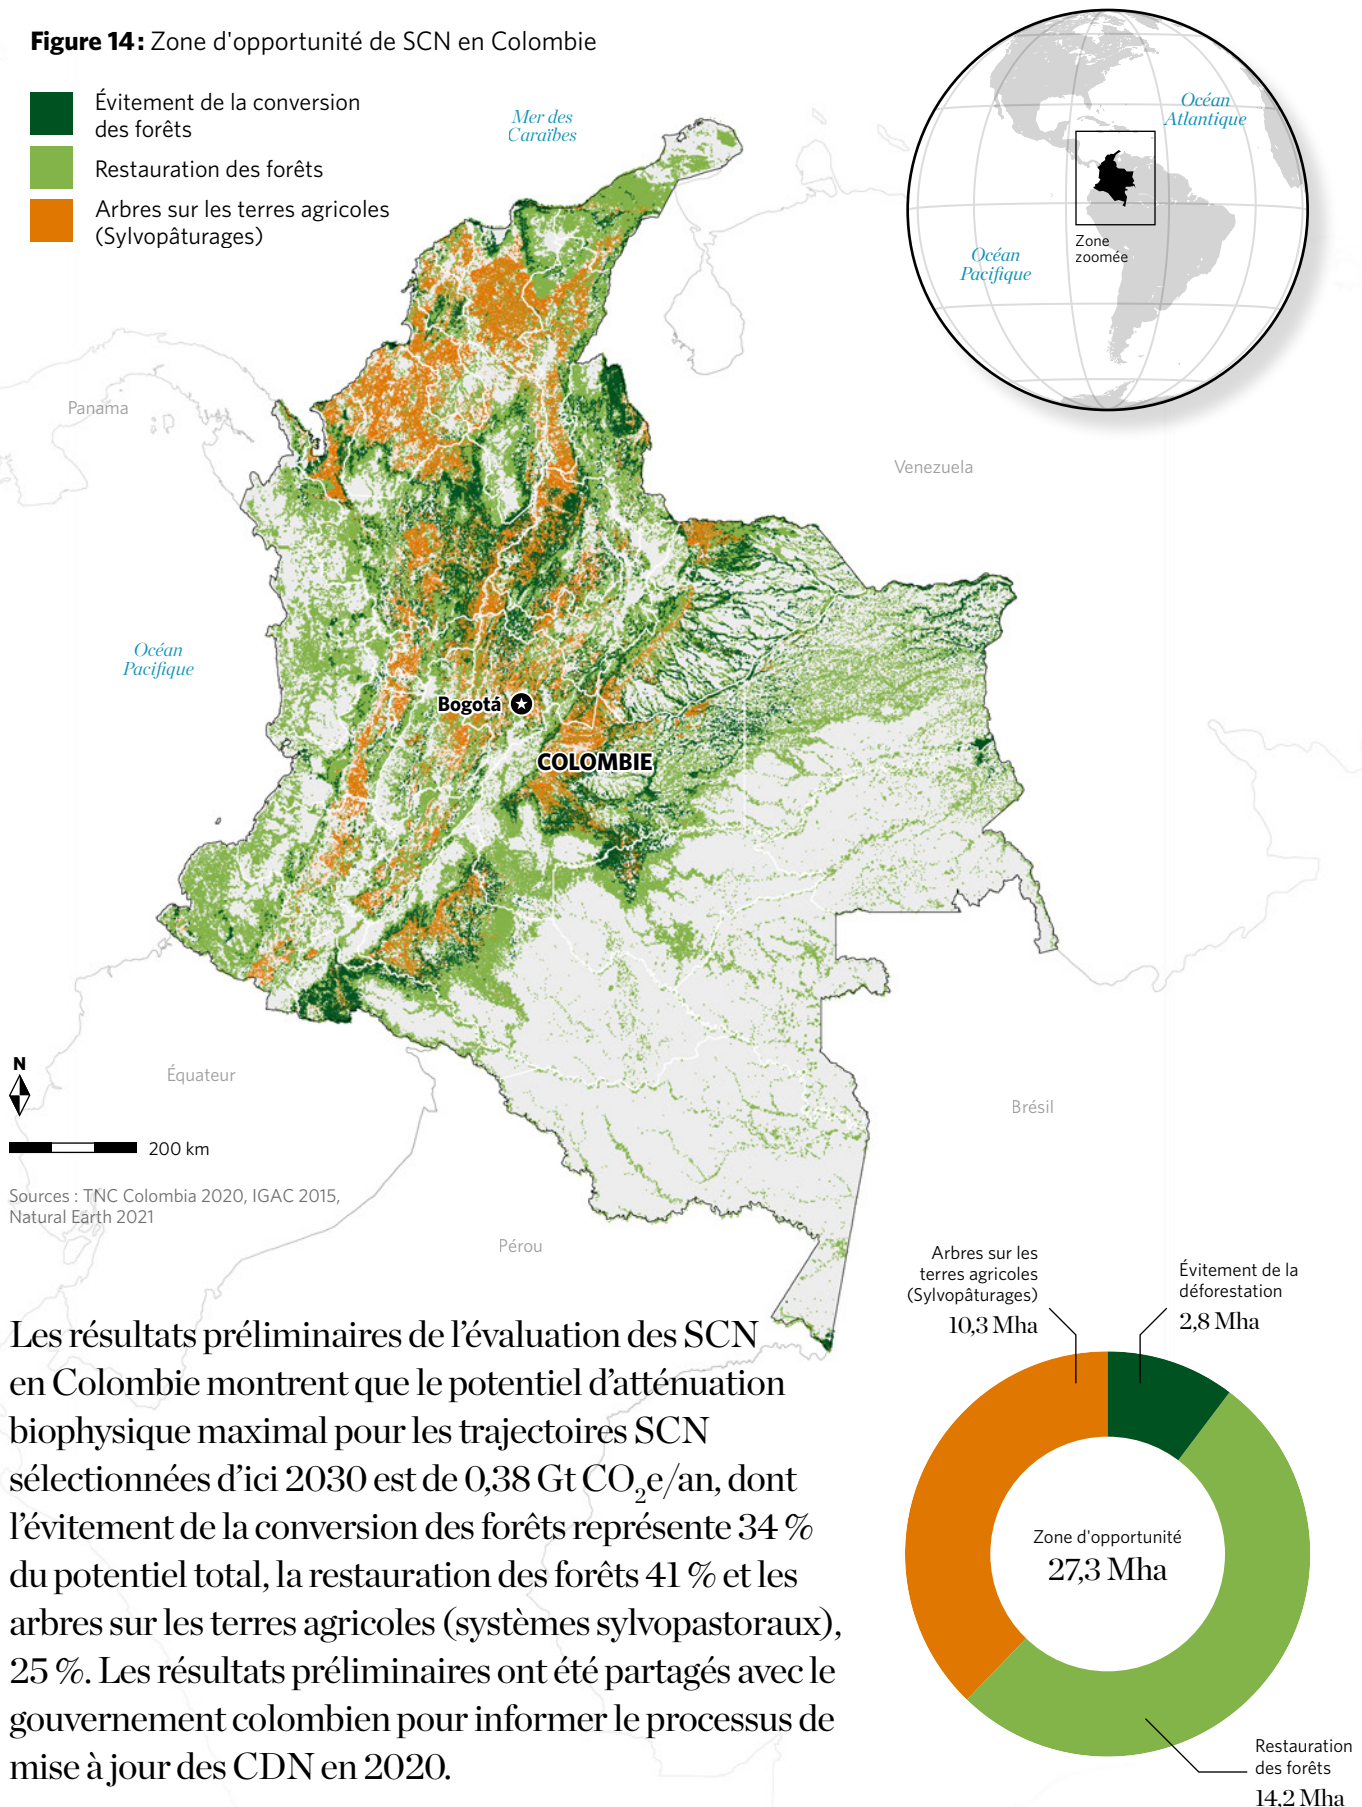 Figure 14 : Zone d'opportunité de SCN en Colombie
Évitement de la conversion
des forêts
Restauration des forêts
Arbres sur les terres agricoles
(Sylvopâturages)
Mer des
Caraïbes
Océan
Atlantique
Océan
Pacifique
Zone
zoomée
Panama
Venezuela
Océan
Pacifique
Bogotá
COLOMBIE
Équateur
Brésil
Pérou
N
200 km
Sources : TNC Colombia 2020, IGAC 2015,
Natural Earth 2021
Les résultats préliminaires de l’évaluation des SCN
en Colombie montrent que le potentiel d’atténuation
biophysique maximal pour les trajectoires SCN
sélectionnées d’ici 2030 est de 0,38 Gt CO₂e/an, dont
l’évitement de la conversion des forêts représente 34 %
du potentiel total, la restauration des forêts 41 % et les
arbres sur les terres agricoles (systèmes sylvopastoraux),
25 %. Les résultats préliminaires ont été partagés avec le
gouvernement colombien pour informer le processus de
mise à jour des CDN en 2020.
Arbres sur les
terres agricoles
(Sylvopâturages)
10,3 Mha
Évitement de la
déforestation
2,8 Mha
Zone d'opportunité
27,3 Mha
Restauration
des forêts
14,2 Mha